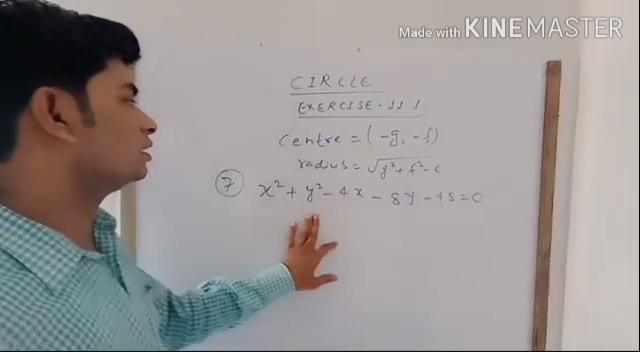 Made with KINEMASTER
CIRCLE
EXERCISE-11.1
Centre = (-g, -f)
radius = √g²+f²-c
7 x² + y² - 4x - 8y - 45 = 0